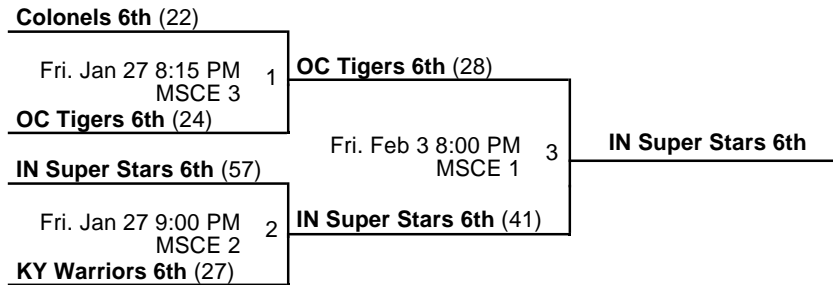 Colonels 6th (22)
Fri. Jan 27 8:15 PM
MSCE 3
1
OC Tigers 6th (24)
OC Tigers 6th (28)
IN Super Stars 6th (57)
Fri. Jan 27 9:00 PM
MSCE 2
2
KY Warriors 6th (27)
IN Super Stars 6th (41)
Fri. Feb 3 8:00 PM
MSCE 1
3
IN Super Stars 6th